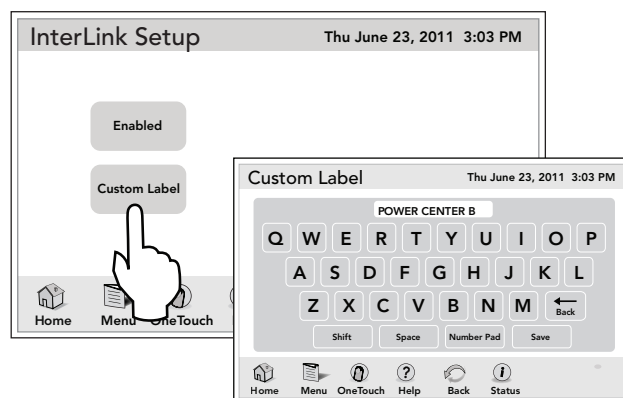 InterLink Setup Thu June 23, 2011 3:03 PM
Enabled
Custom Label
Home Menu OneTouch
Custom Label Thu June 23, 2011 3:03 PM
POWER CENTER B
Q W E R T Y U I O P
A S D F G H J K L
Z X C V B N M Back
Shift Space Number Pad Save
Home Menu OneTouch Help Back Status